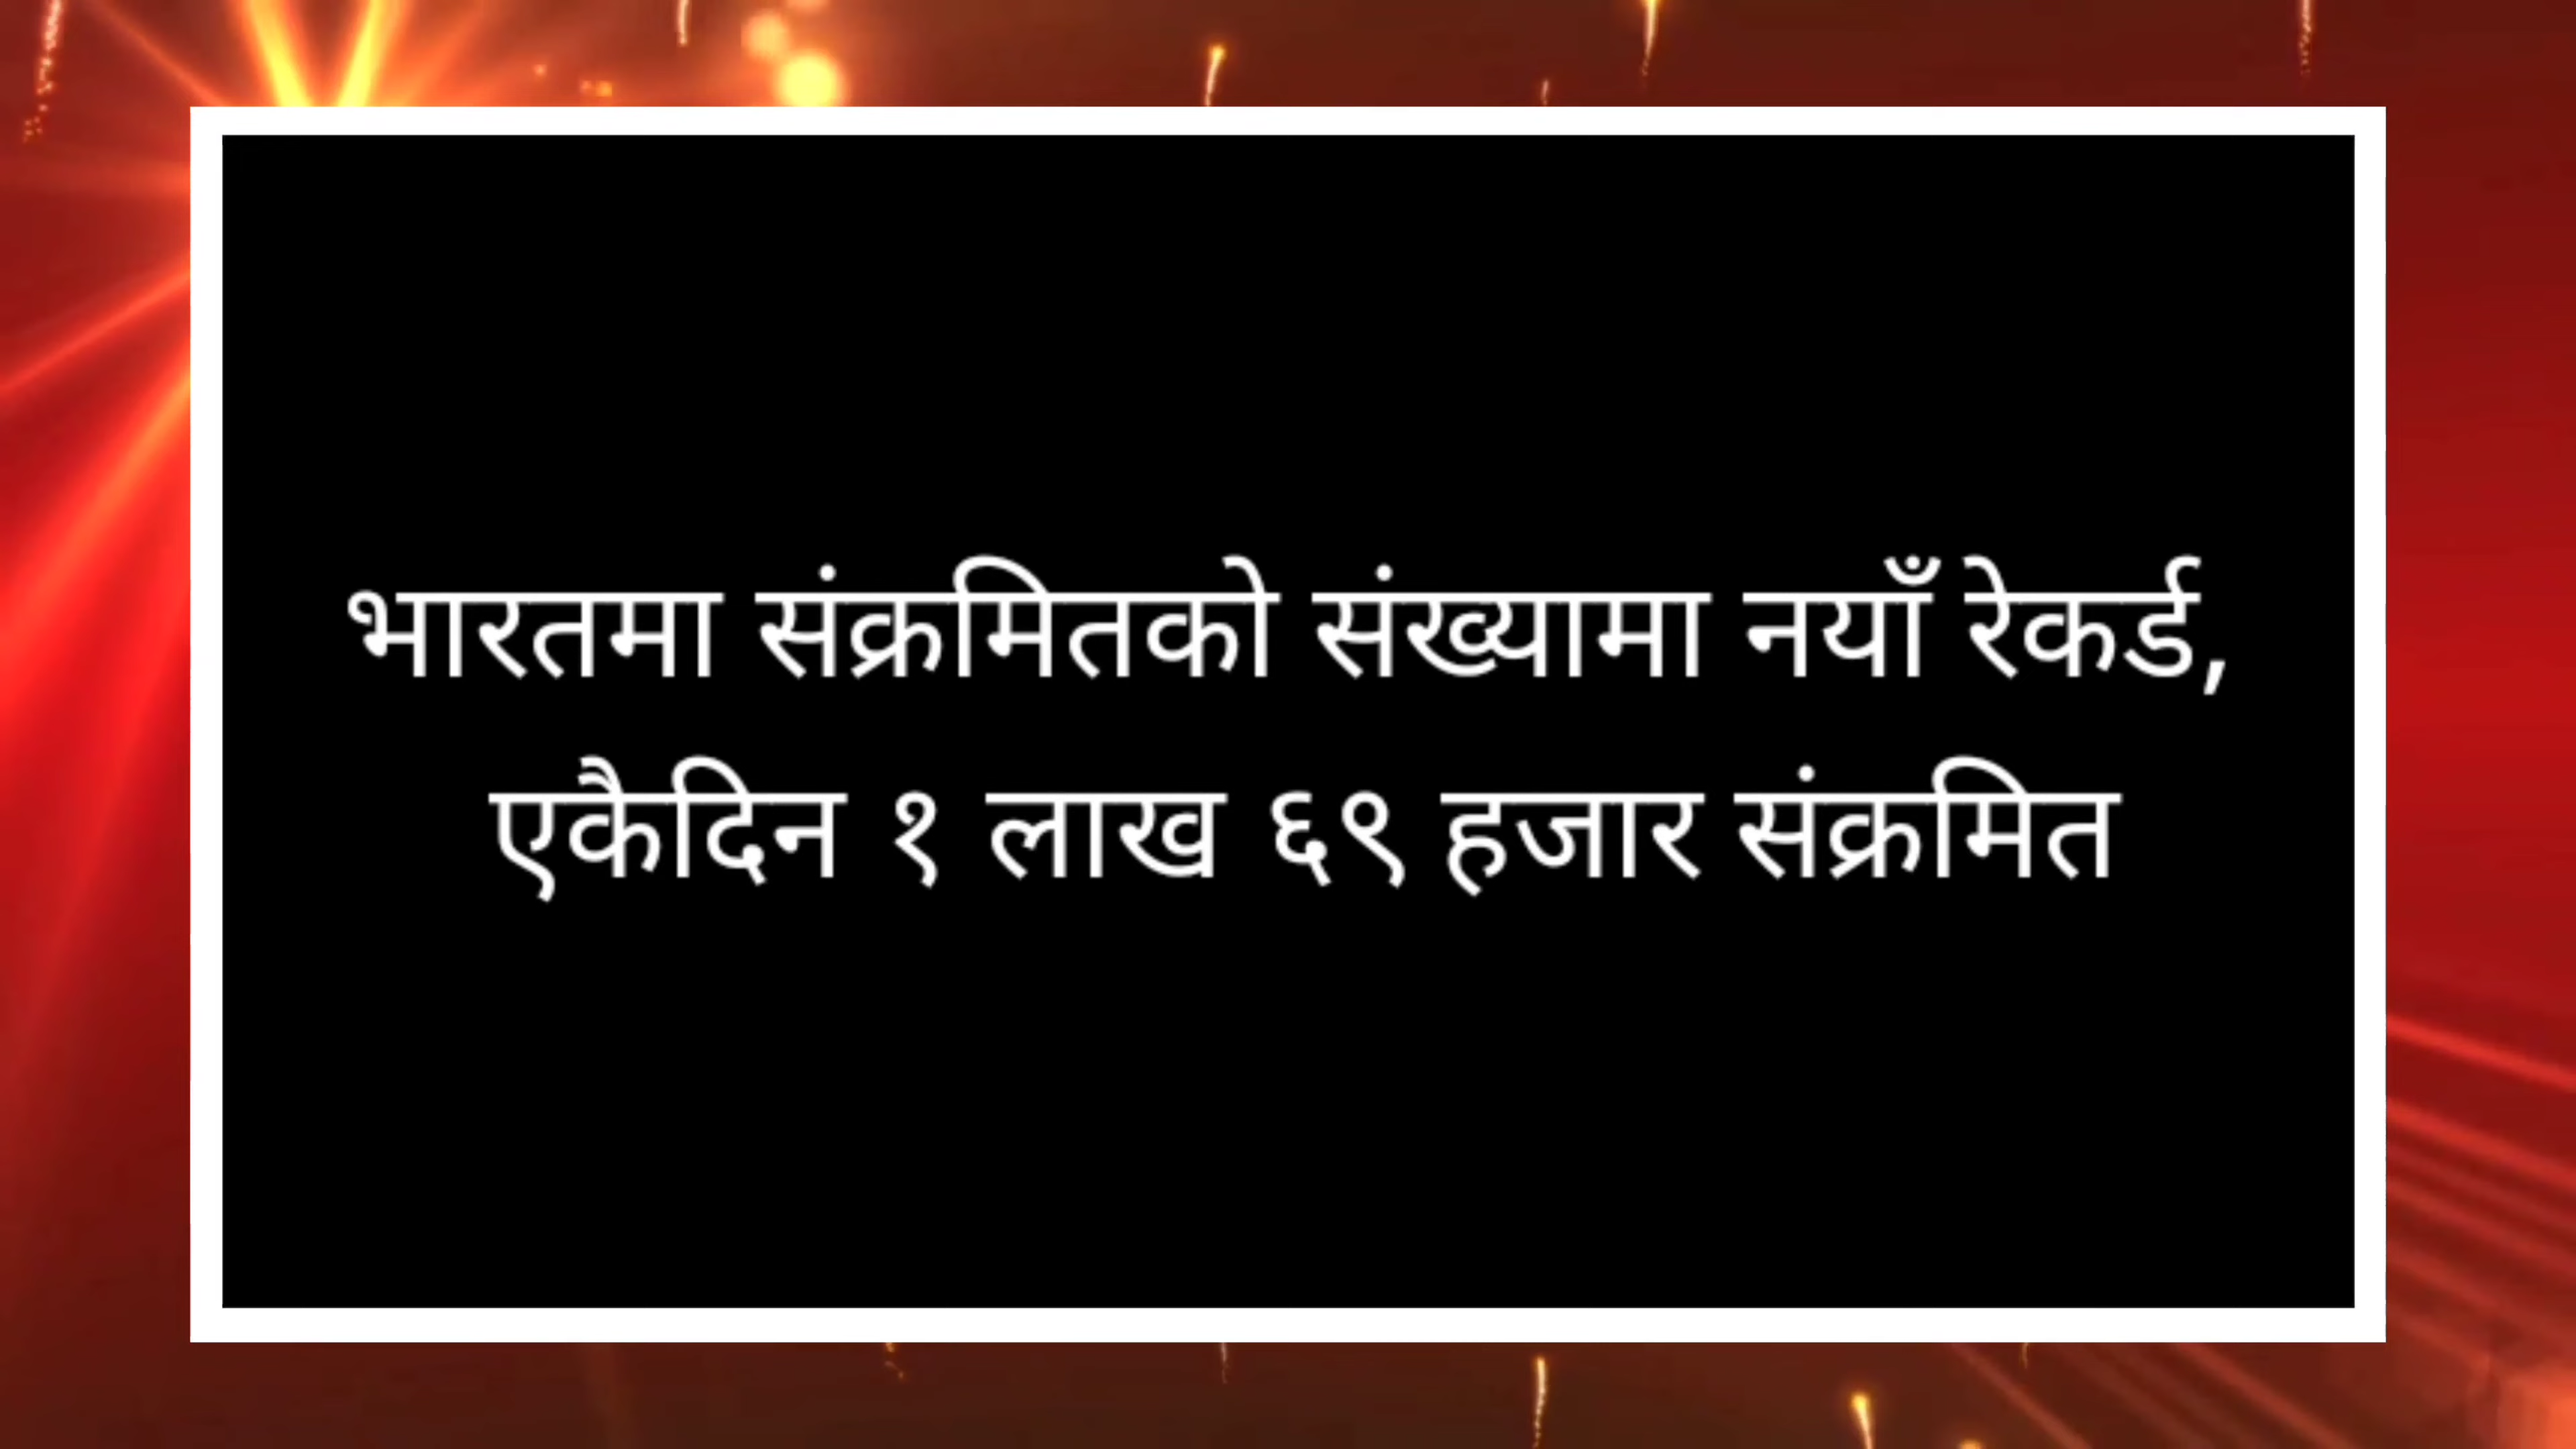 भारतमा संक्रमितको संख्यामा नयाँ रेकर्ड,
एकैदिन १ लाख ६९ हजार संक्रमित